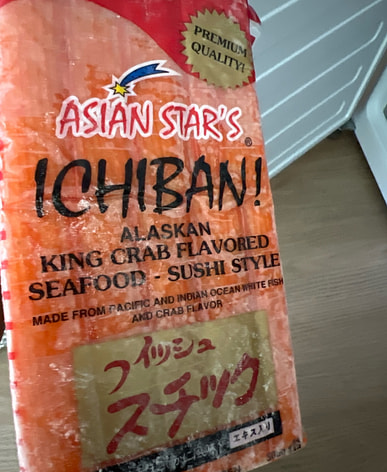 PREMIUM
QUALITY!
ASIAN STAR'S
®
ICHIBAN!
ALASKAN
KING CRAB FLAVORED
SEAFOOD - SUSHI STYLE
MADE FROM PACIFIC AND INDIAN OCEAN WHITE FISH
AND CRAB FLAVOR
フィッシュ
スチック
エキス入り